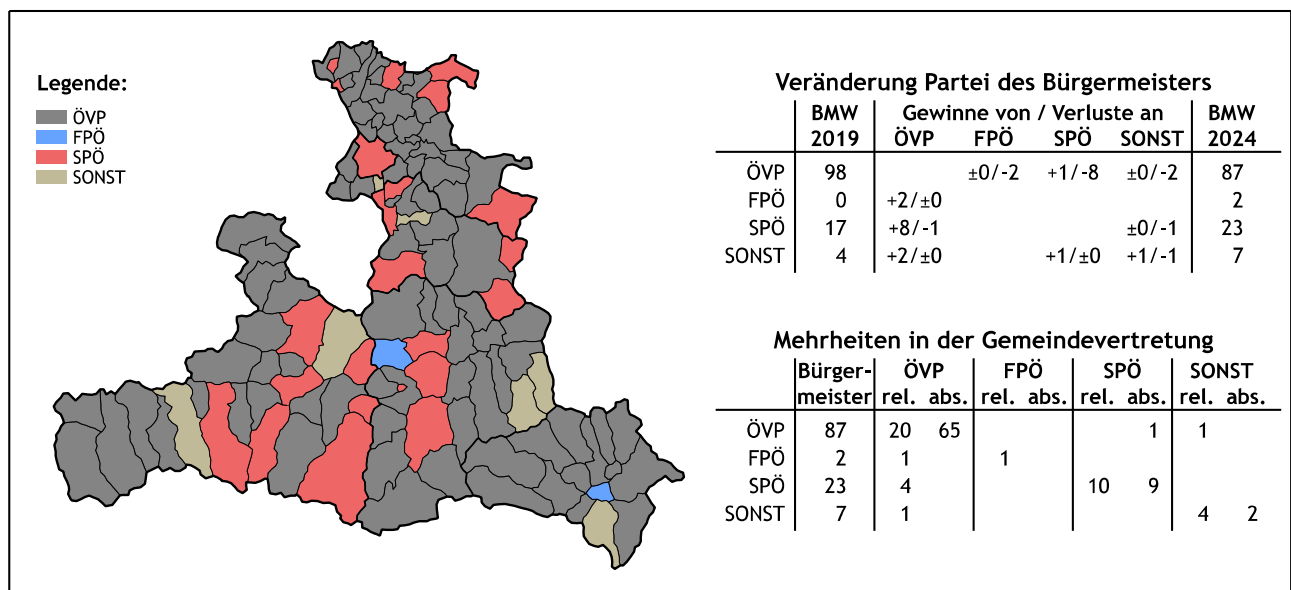 Legende:
ÖVP
FPÖ
SPÖ
SONST
Veränderung Partei des Bürgermeisters
BMW Gewinne von / Verluste an BMW
2019 ÖVP FPÖ SPÖ SONST 2024
ÖVP 98 ±0/-2 +1/-8 ±0/-2 87
FPÖ 0 +2/±0 2
SPÖ 17 +8/-1 ±0/-1 23
SONST 4 +2/±0 +1/±0 +1/-1 7
Mehrheiten in der Gemeindevertretung
Bürger- ÖVP FPÖ SPÖ SONST
meister rel. abs. rel. abs. rel. abs. rel. abs.
ÖVP 87 20 65 1 1
FPÖ 2 1 1
SPÖ 23 4 10 9
SONST 7 1 4 2